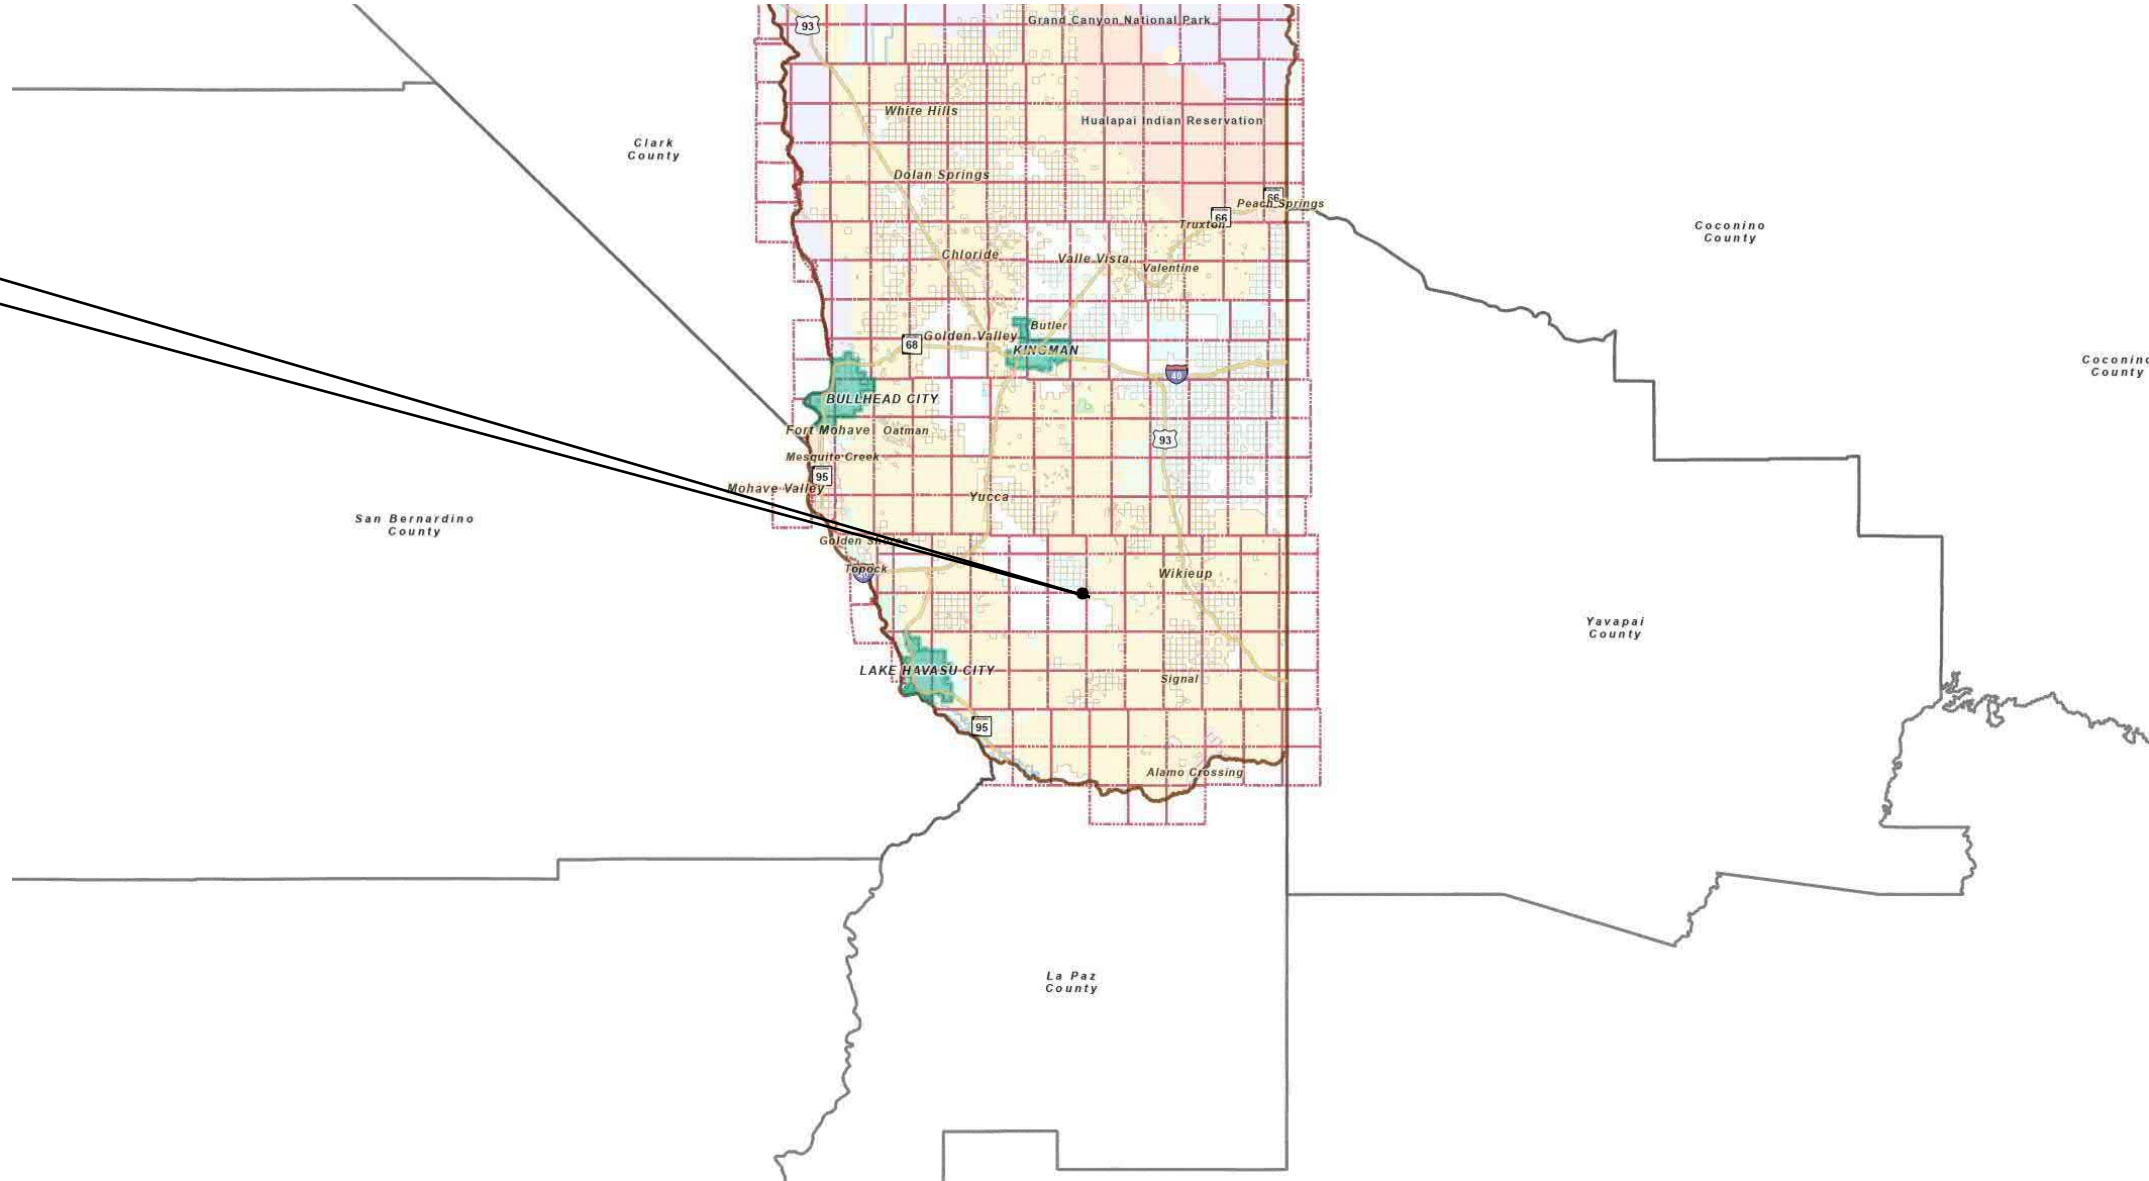 Grand Canyon National Park
93
White Hills
Hualapai Indian Reservation
Clark
County
Dolan Springs
66
Peach Springs
66
Truxton
Coconino
County
Chloride
Valle Vista
Valentine
Butler
Golden Valley
68
KINGMAN
Coconino
County
40
BULLHEAD CITY
Fort Mohave
Oatman
93
Mesquite Creek
95
Mohave Valley
Yucca
San Bernardino
County
Golden Shores
Topock
Wikieup
Yavapai
County
LAKE HAVASU CITY
Signal
95
Alamo Crossing
La Paz
County